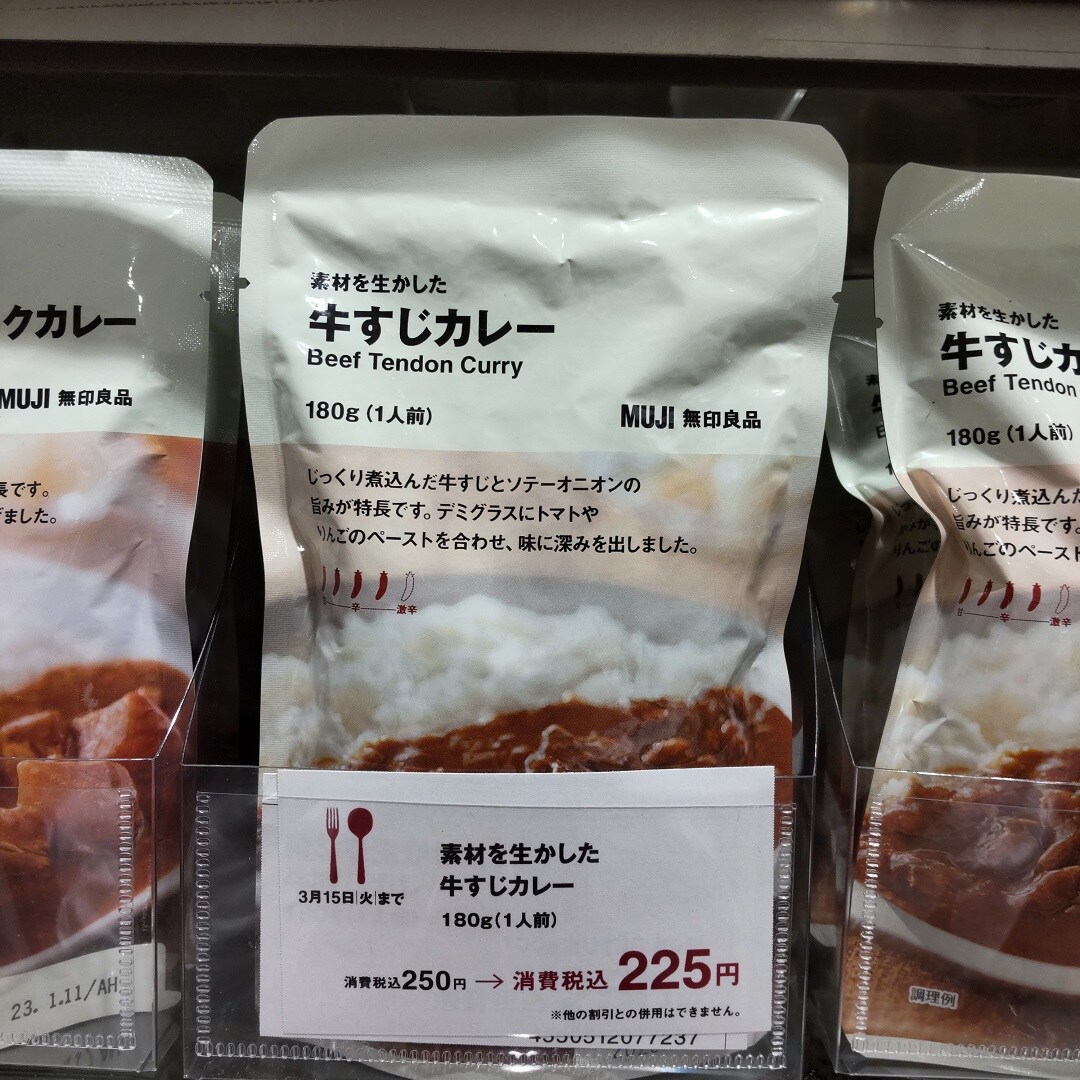 クカレー
MUJI 無印良品
長です。
げました。
23. 1.11/AH
素材を生かした
牛すじカレー
Beef Tendon Curry
180g(1人前)
MUJI 無印良品
じっくり煮込んだ牛すじとソテーオニオンの
旨みが特長です。デミグラスにトマトや
りんごのペーストを合わせ、味に深みを出しました。
辛 激辛
3月15日|火|まで
素材を生かした
牛すじカレー
180g(1人前)
消費税込250円→消費税込225円
※他の割引との併用はできません。
4550512077237
素材を生かした
牛すじカ
Beef Tendon
180g(1人前)
じっくり煮込んだ
旨みが特長です。
りんごのペースト
甘 辛 激辛
調理例